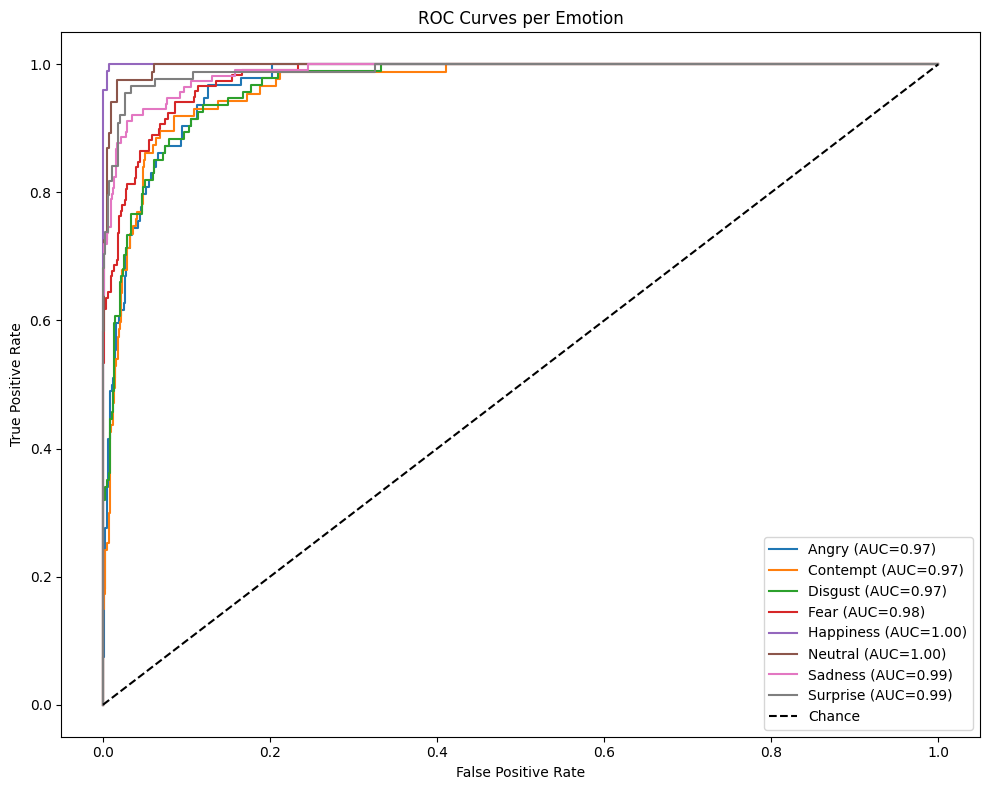 ROC Curves per Emotion
True Positive Rate
1.0
0.8
0.6
0.4
0.2
0.0
Angry (AUC=0.97)
Contempt (AUC=0.97)
Disgust (AUC=0.97)
Fear (AUC=0.98)
Happiness (AUC=1.00)
Neutral (AUC=1.00)
Sadness (AUC=0.99)
Surprise (AUC=0.99)
Chance
0.0 0.2 0.4 0.6 0.8 1.0
False Positive Rate